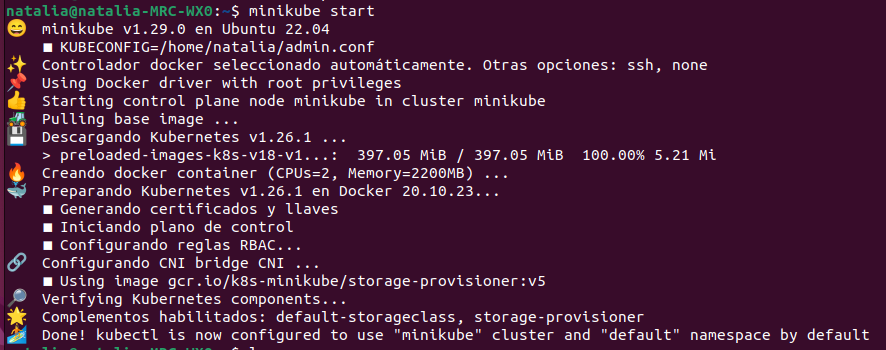 natalia@natalia-MRC-WX0:~$ minikube start
😄 minikube v1.29.0 en Ubuntu 22.04
■ KUBECONFIG=/home/natalia/admin.conf
✨ Controlador docker seleccionado automáticamente. Otras opciones: ssh, none
📌 Using Docker driver with root privileges
👍 Starting control plane node minikube in cluster minikube
🚜 Pulling base image ...
💾 Descargando Kubernetes v1.26.1 ...
> preloaded-images-k8s-v18-v1...: 397.05 MiB / 397.05 MiB 100.00% 5.21 Mi
🔥 Creando docker container (CPUs=2, Memory=2200MB) ...
🐳 Preparando Kubernetes v1.26.1 en Docker 20.10.23...
■ Generando certificados y llaves
■ Iniciando plano de control
■ Configurando reglas RBAC...
🔗 Configurando CNI bridge CNI ...
■ Using image gcr.io/k8s-minikube/storage-provisioner:v5
🔎 Verifying Kubernetes components...
🌟 Complementos habilitados: default-storageclass, storage-provisioner
🏄 Done! kubectl is now configured to use "minikube" cluster and "default" namespace by default